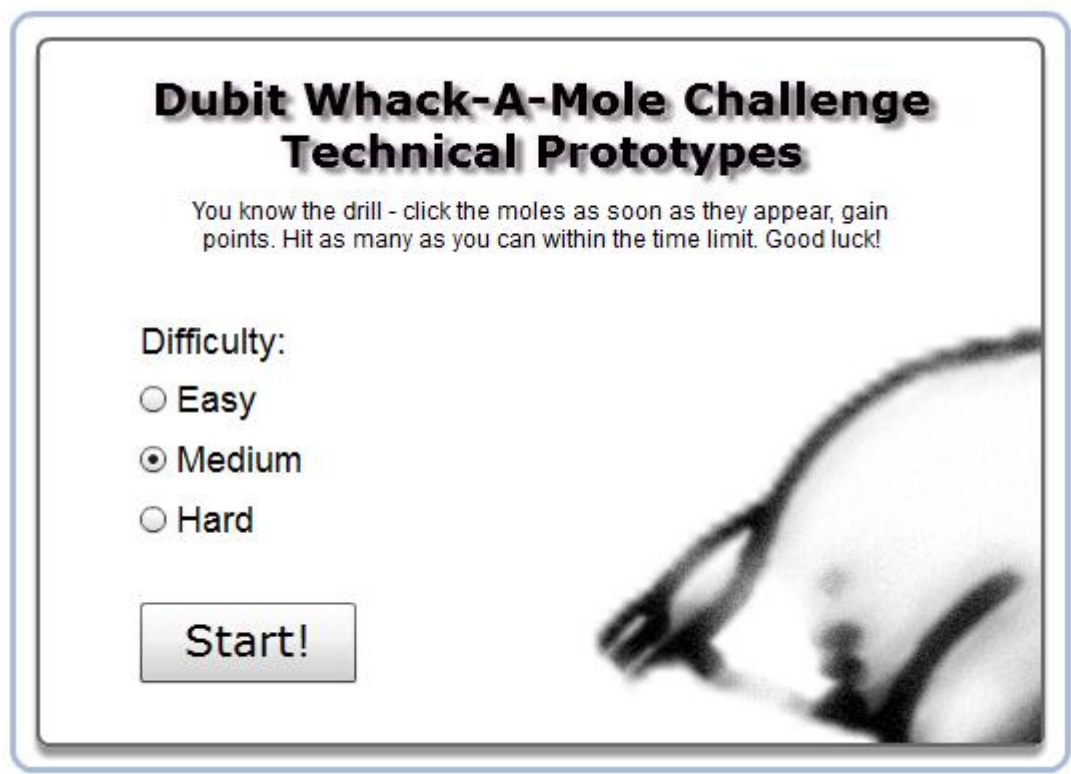 Dubit Whack-A-Mole Challenge
Technical Prototypes
You know the drill - click the moles as soon as they appear, gain
points. Hit as many as you can within the time limit. Good luck!
Difficulty:
Easy
Medium
Hard
Start!